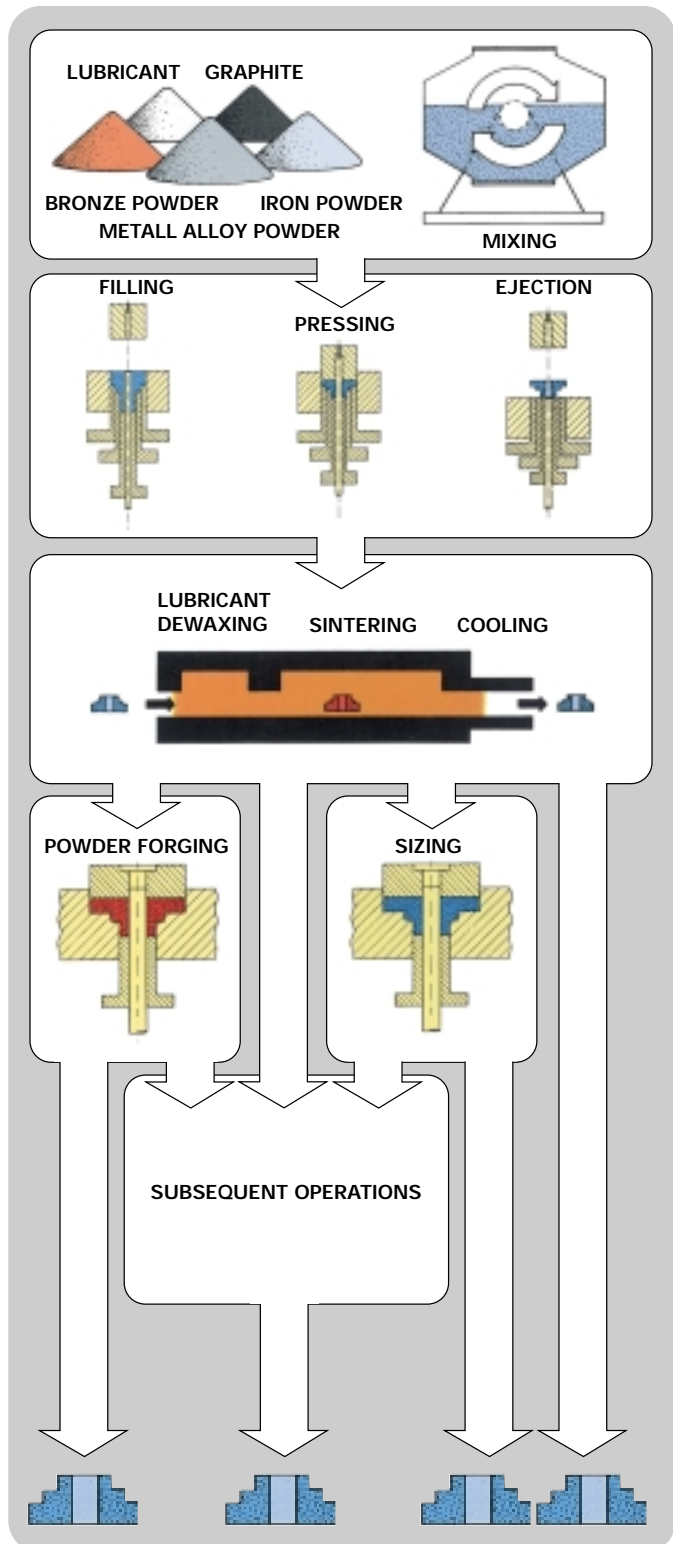 LUBRICANT GRAPHITE
BRONZE POWDER IRON POWDER
METALL ALLOY POWDER
MIXING
FILLING
PRESSING
EJECTION
LUBRICANT
DEWAXING SINTERING COOLING
POWDER FORGING
SIZING
SUBSEQUENT OPERATIONS